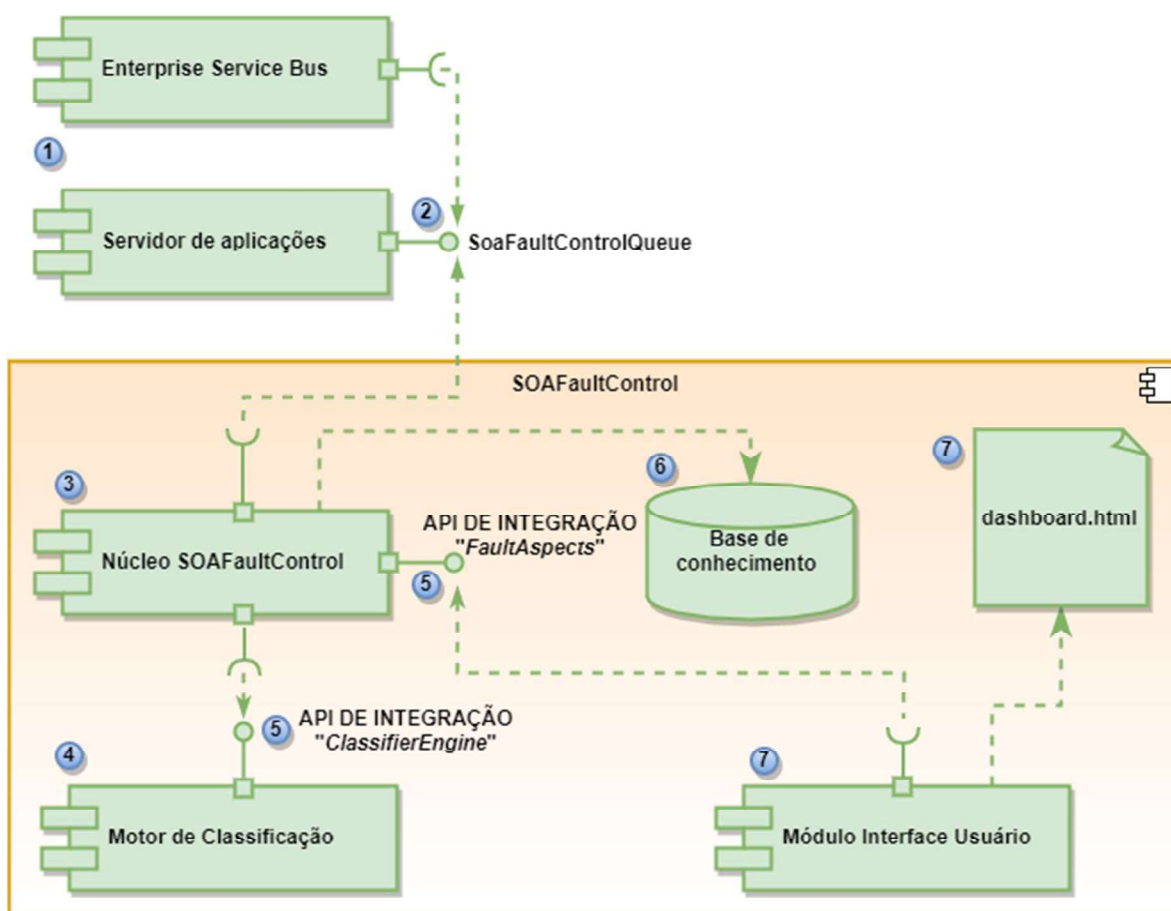 Enterprise Service Bus
1
Servidor de aplicações
2
SoaFaultControlQueue
SOAFaultControl
3
Núcleo SOAFaultControl
API DE INTEGRAÇÃO
"FaultAspects"
5
6
Base de
conhecimento
7
dashboard.html
5
API DE INTEGRAÇÃO
"ClassifierEngine"
4
Motor de Classificação
7
Módulo Interface Usuário